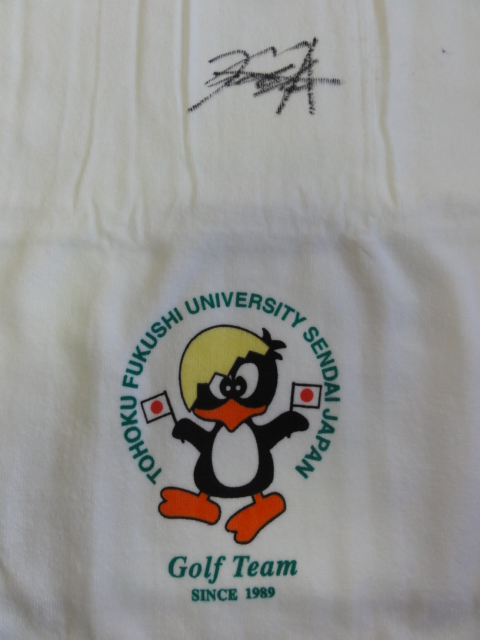 TOHOKU FUKUSHI UNIVERSITY SENDAI JAPAN
Golf Team
SINCE 1989